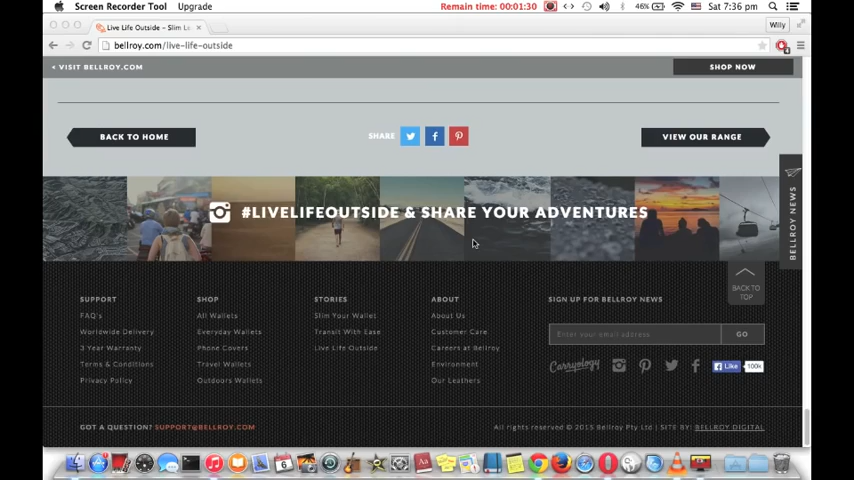 Screen Recorder Tool Upgrade Remain time: 00:01:30 46% Sat 7:36 pm
Live Life Outside – Slim Le Willy
bellroy.com/live-life-outside
< VISIT BELLROY.COM SHOP NOW
BACK TO HOME SHARE VIEW OUR RANGE
#LIVELIFEOUTSIDE & SHARE YOUR ADVENTURES
BELLROY NEWS
BACK TO
TOP
SUPPORT SHOP STORIES ABOUT SIGN UP FOR BELLROY NEWS
FAQ's All Wallets Slim Your Wallet About Us
Worldwide Delivery Everyday Wallets Transit With Ease Customer Care Enter your email address GO
3 Year Warranty Phone Covers Live Life Outside Careers at Bellroy
Terms & Conditions Travel Wallets Environment Carryology Like 100k
Privacy Policy Outdoors Wallets Our Leathers
GOT A QUESTION? SUPPORT@BELLROY.COM All rights reserved © 2015 Bellroy Pty Ltd | SITE BY: BELLROY DIGITAL